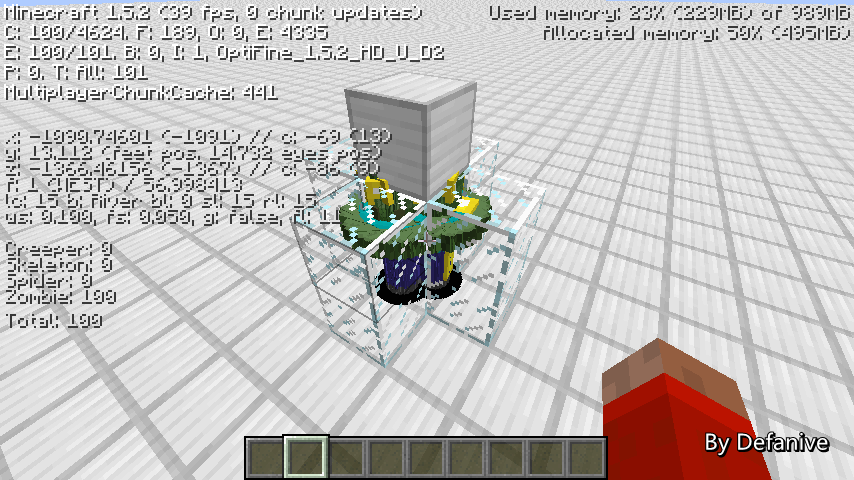 Minecraft 1.5.2 (39 fps, 0 chunk updates)
Used memory: 23% (229MB) of 989MB
C: 100/4624, F: 189, O: 0, E: 4335
Allocated memory: 50% (495MB)
E: 100/101, B: 0, I: 1, OptiFine_1.5.2_HD_U_D2
P: 0, T: All: 101
MultiplayerChunkCache: 441
x: -1090.74601 (-1091) // c: -69 (13)
y: 13.112 (feet pos, 14.732 eyes pos)
z: -1366.46156 (-1367) // c:
f: 1 (WEST) / 56.99844
Creeper: 0
Skeleton: 0
Spider: 0
Zombie: 100
Total: 100
By Defanive